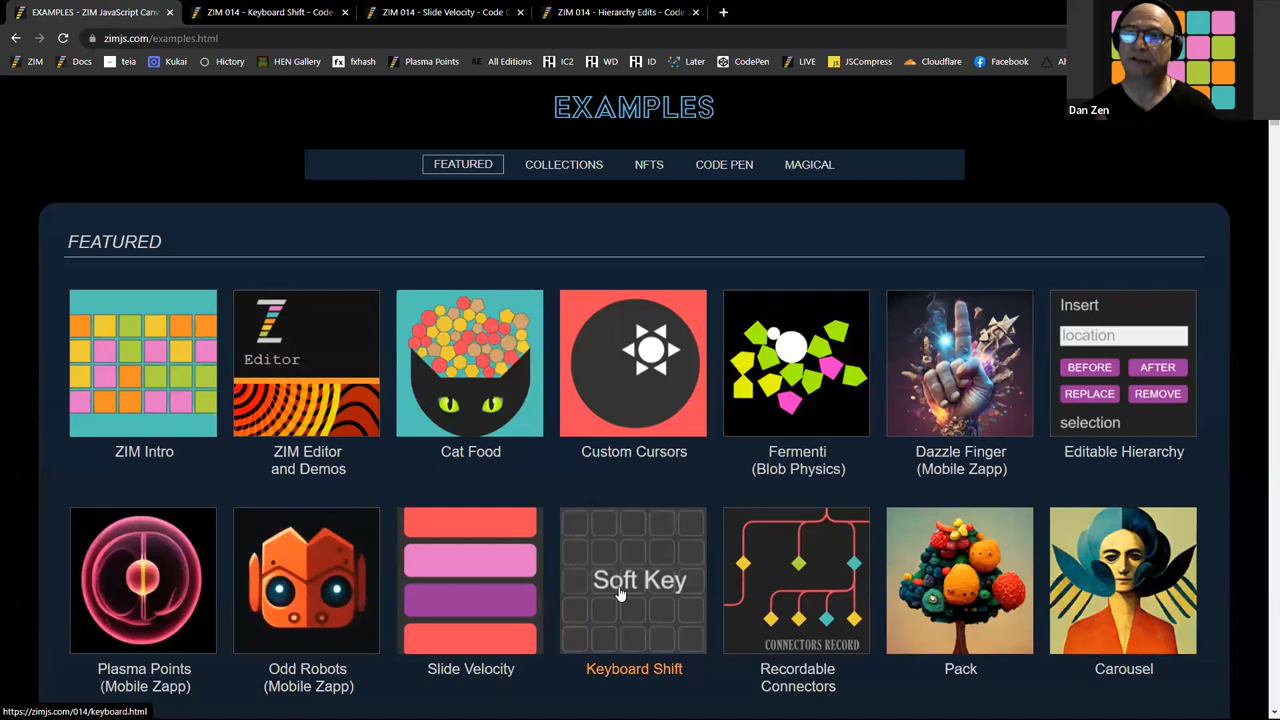 EXAMPLES - ZIM JavaScript Canv
ZIM 014 - Keyboard Shift - Code
ZIM 014 - Slide Velocity - Code
ZIM 014 - Hierarchy Edits - Code
zimjs.com/examples.html
ZIM Docs teia Kukai Hictory HEN Gallery fxhash Plasma Points All Editions IC2 WD ID Later CodePen LIVE JSCompress Cloudflare Facebook
Dan Zen
EXAMPLES
FEATURED COLLECTIONS NFTS CODE PEN MAGICAL
FEATURED
Editor
Insert
location
BEFORE AFTER
REPLACE REMOVE
selection
ZIM Intro
ZIM Editor
and Demos
Cat Food
Custom Cursors
Fermenti
(Blob Physics)
Dazzle Finger
(Mobile Zapp)
Editable Hierarchy
Soft Key
CONNECTORS RECORD
Plasma Points
(Mobile Zapp)
Odd Robots
(Mobile Zapp)
Slide Velocity
Keyboard Shift
Recordable
Connectors
Pack
Carousel
https://zimjs.com/014/keyboard.html